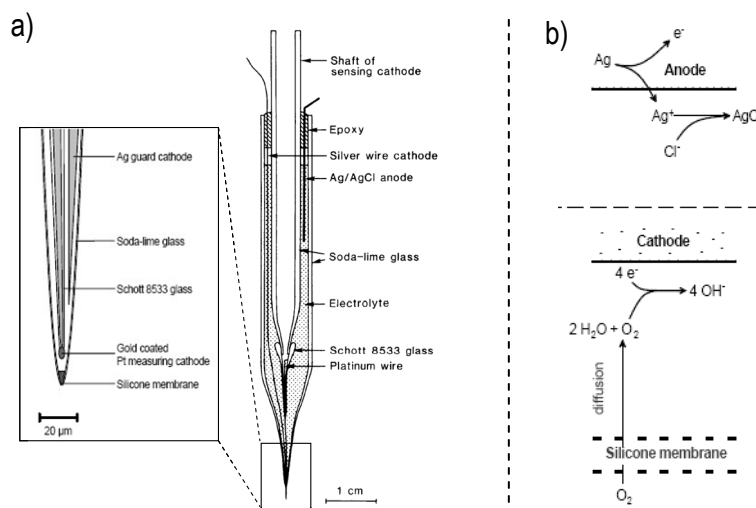 a)
Shaft of
sensing cathode
Epoxy
Silver wire cathode
Ag/AgCl anode
Soda-lime glass
Electrolyte
Schott 8533 glass
Platinum wire
1 cm
Ag guard cathode
Soda-lime glass
Schott 8533 glass
Gold coated
Pt measuring cathode
Silicone membrane
20 µm
b)
e-
Ag
Anode
Ag+
AgC
Cl-
Cathode
4 e-
4 OH-
2 H2O + O2
diffusion
Silicone membrane
O2